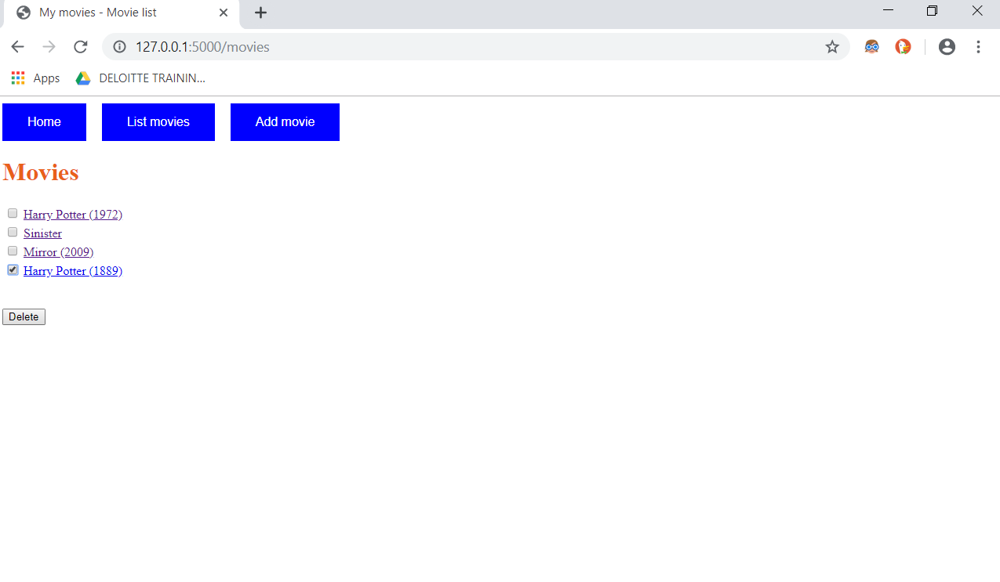 My movies - Movie list
127.0.0.1:5000/movies
Apps DELOITTE TRAININ...
Home List movies Add movie
Movies
Harry Potter (1972)
Sinister
Mirror (2009)
Harry Potter (1889)
Delete